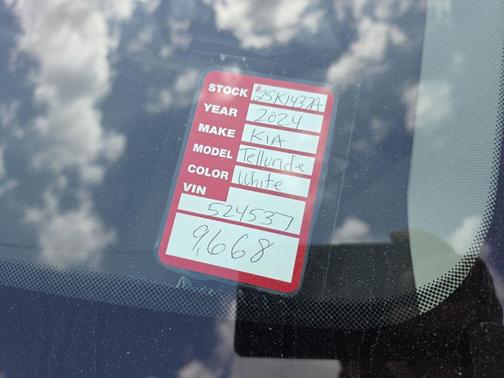 STOCK #25K1437A
YEAR 2024
MAKE KIA
MODEL Telluride
COLOR White
VIN
524537
9,668